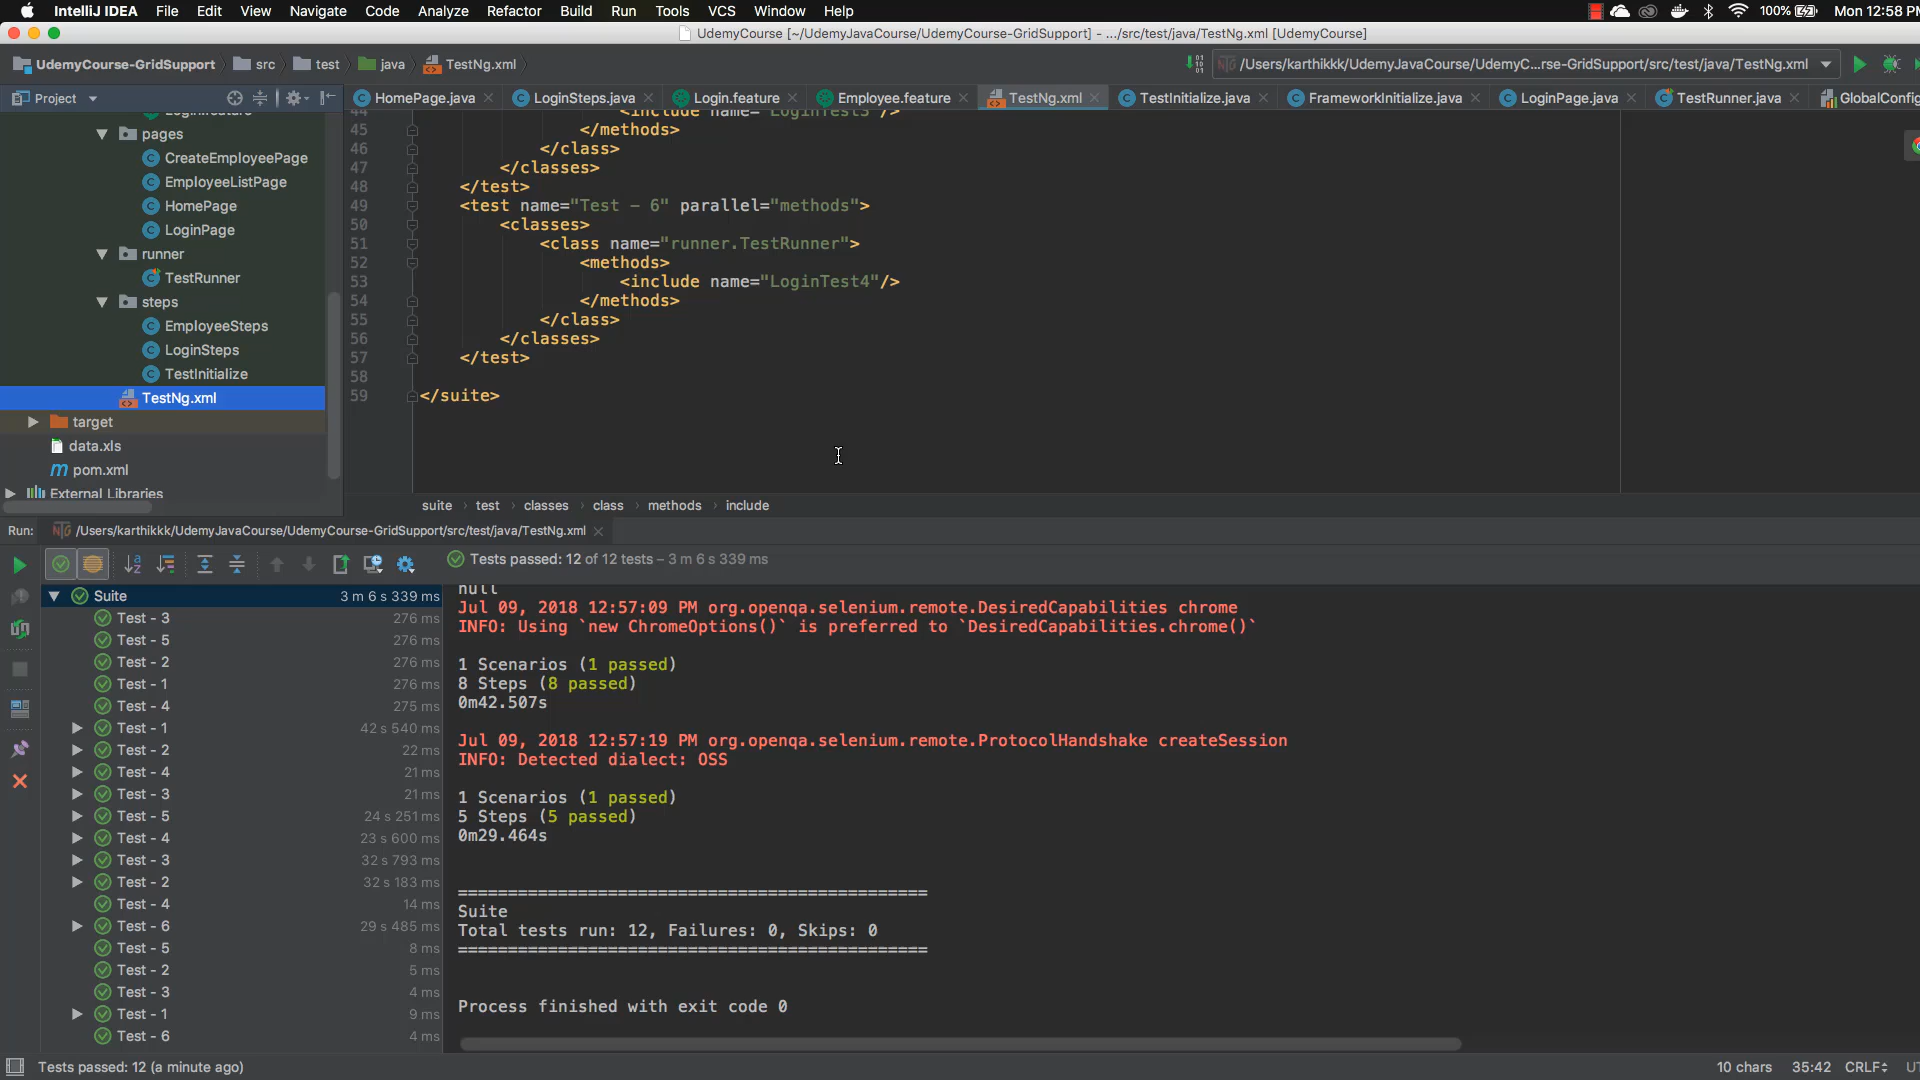 IntelliJ IDEA File Edit View Navigate Code Analyze Refactor Build Run Tools VCS Window Help 100% Mon 12:58 PM
UdemyCourse [~/UdemyJavaCourse/UdemyCourse-GridSupport] - .../src/test/java/TestNg.xml [UdemyCourse]
UdemyCourse-GridSupport src test java TestNg.xml /Users/karthikkk/UdemyJavaCourse/UdemyC...rse-GridSupport/src/test/java/TestNg.xml
Project HomePage.java LoginSteps.java Login.feature Employee.feature TestNg.xml TestInitialize.java FrameworkInitialize.java LoginPage.java TestRunner.java GlobalConfig
pages
CreateEmployeePage
EmployeeListPage
HomePage
LoginPage
runner
TestRunner
steps
EmployeeSteps
LoginSteps
TestInitialize
TestNg.xml
target
data.xls
pom.xml
External Libraries
44 <include name="LoginTest3"/>
45 </methods>
46 </class>
47 </classes>
48 </test>
49 <test name="Test - 6" parallel="methods">
50 <classes>
51 <class name="runner.TestRunner">
52 <methods>
53 <include name="LoginTest4"/>
54 </methods>
55 </class>
56 </classes>
57 </test>
58
59 </suite>
suite test classes class methods include
Run: /Users/karthikkk/UdemyJavaCourse/UdemyCourse-GridSupport/src/test/java/TestNg.xml
Tests passed: 12 of 12 tests – 3 m 6 s 339 ms
Suite 3 m 6 s 339 ms
Test - 3 276 ms
Test - 5 276 ms
Test - 2 276 ms
Test - 1 276 ms
Test - 4 275 ms
Test - 1 42 s 540 ms
Test - 2 22 ms
Test - 4 21 ms
Test - 3 21 ms
Test - 5 24 s 251 ms
Test - 4 23 s 600 ms
Test - 3 32 s 793 ms
Test - 2 32 s 183 ms
Test - 4 14 ms
Test - 6 29 s 485 ms
Test - 5 8 ms
Test - 2 5 ms
Test - 3 4 ms
Test - 1 9 ms
Test - 6 4 ms
null
Jul 09, 2018 12:57:09 PM org.openqa.selenium.remote.DesiredCapabilities chrome
INFO: Using `new ChromeOptions()` is preferred to `DesiredCapabilities.chrome()`
1 Scenarios (1 passed)
8 Steps (8 passed)
0m42.507s
Jul 09, 2018 12:57:19 PM org.openqa.selenium.remote.ProtocolHandshake createSession
INFO: Detected dialect: OSS
1 Scenarios (1 passed)
5 Steps (5 passed)
0m29.464s
===============================================
Suite
Total tests run: 12, Failures: 0, Skips: 0
===============================================
Process finished with exit code 0
Tests passed: 12 (a minute ago) 10 chars 35:42 CRLF